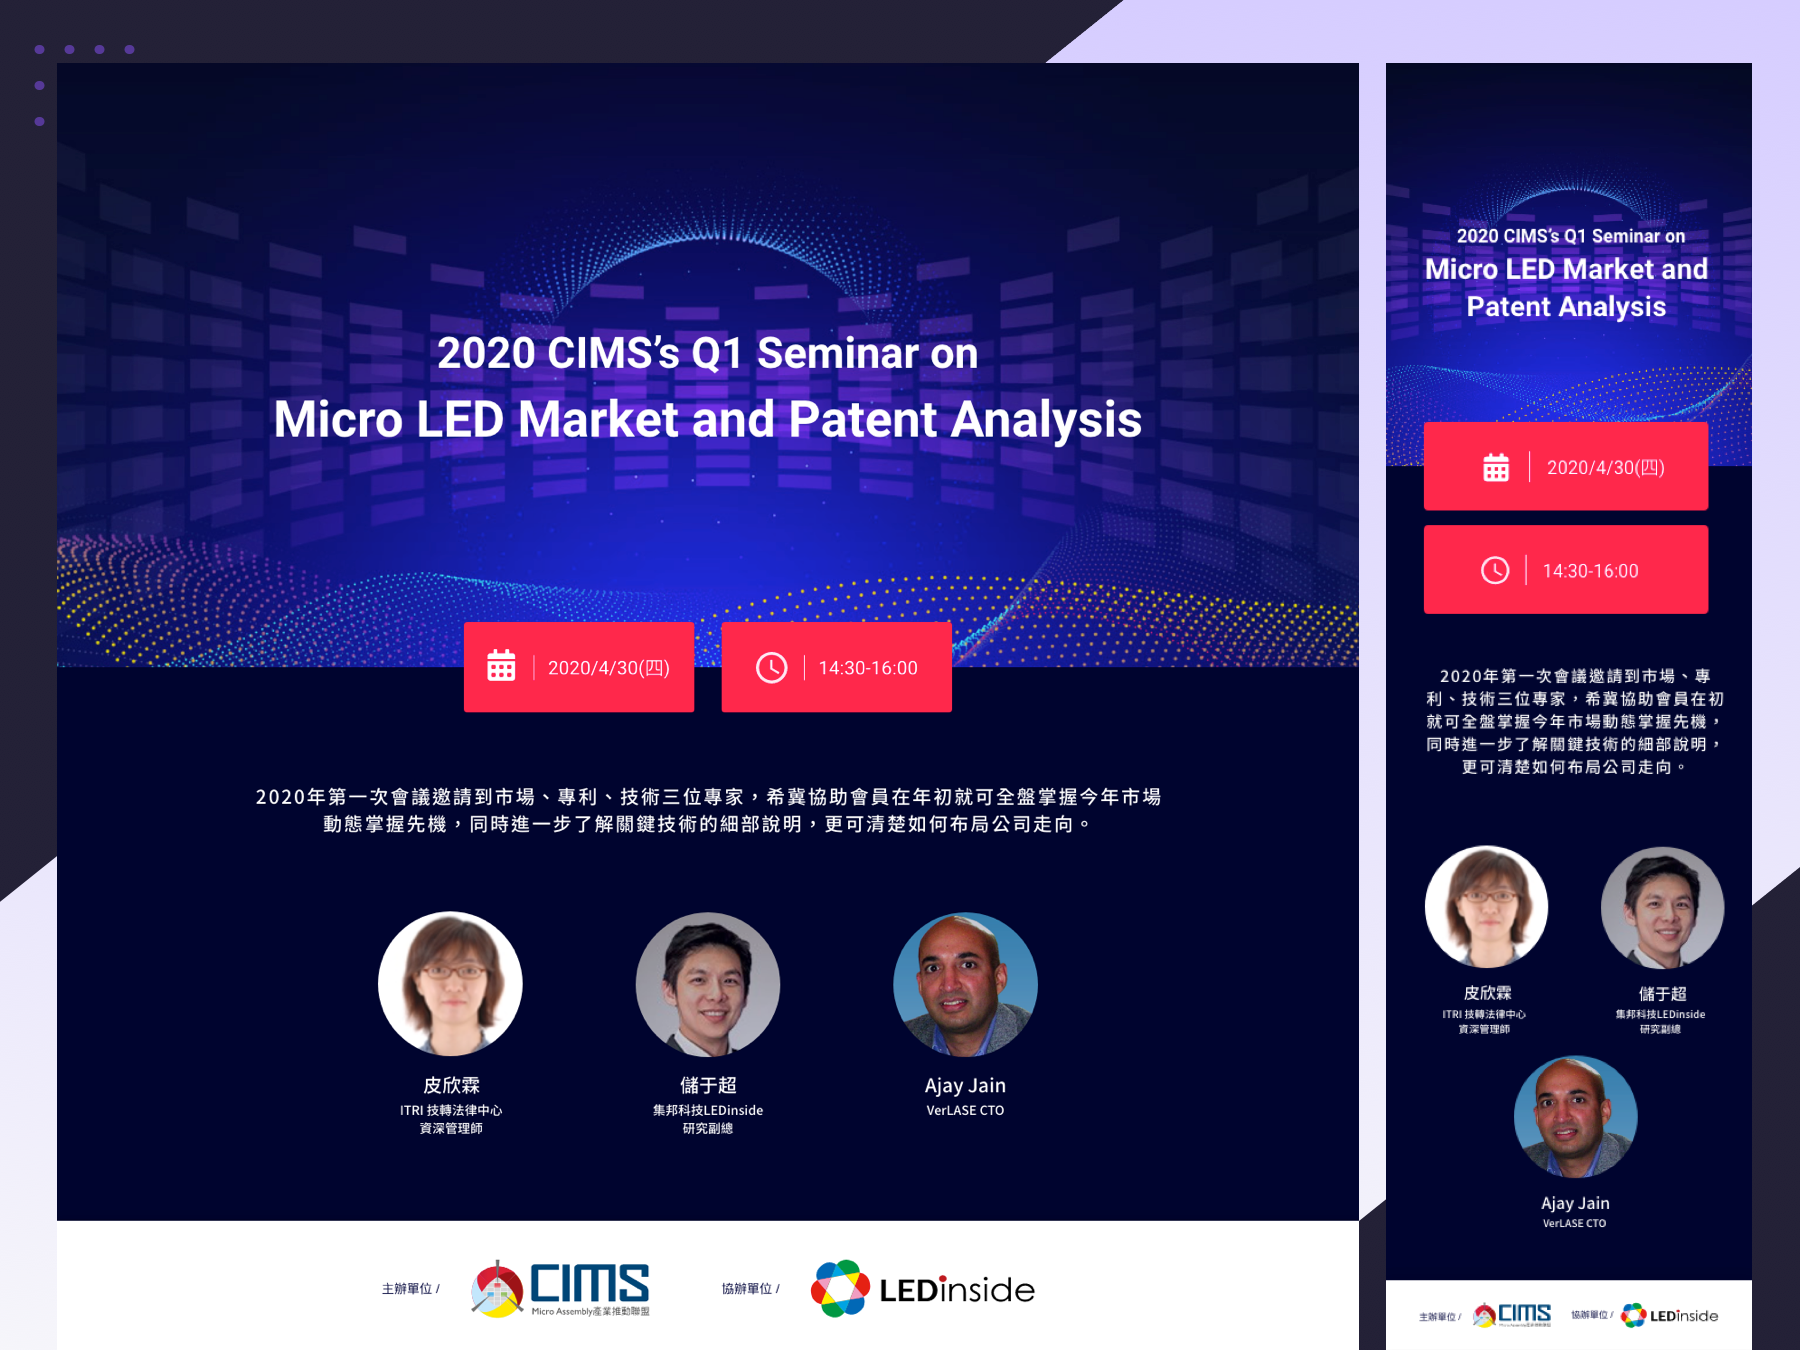 2020 CIMS’s Q1 Seminar on
Micro LED Market and Patent Analysis
2020/4/30(四)
14:30-16:00
2020年第一次會議邀請到市場、專利、技術三位專家，希冀協助會員在年初就可全盤掌握今年市場
動態掌握先機，同時進一步了解關鍵技術的細部說明，更可清楚如何布局公司走向。
皮欣霖
ITRI 技轉法律中心
資深管理師
儲于超
集邦科技LEDinside
研究副總
Ajay Jain
VerLASE CTO
主辦單位 /
CIMS
Micro Assembly產業推動聯盟
協辦單位 /
LEDinside
2020 CIMS’s Q1 Seminar on
Micro LED Market and
Patent Analysis
2020/4/30(四)
14:30-16:00
2020年第一次會議邀請到市場、專
利、技術三位專家，希冀協助會員在初
就可全盤掌握今年市場動態掌握先機，
同時進一步了解關鍵技術的細部說明，
更可清楚如何布局公司走向。
皮欣霖
ITRI 技轉法律中心
資深管理師
儲于超
集邦科技LEDinside
研究副總
Ajay Jain
VerLASE CTO
主辦單位 /
CIMS
Micro Assembly產業推動聯盟
協辦單位 /
LEDinside